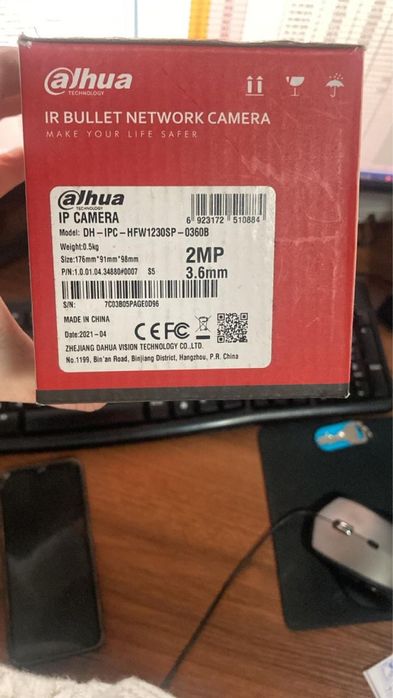 alhua
TECHNOLOGY
IR BULLET NETWORK CAMERA
MAKE YOUR LIFE SAFER
alhua
TECHNOLOGY
IP CAMERA
6 923172 510884
Model: DH-IPC-HFW1230SP-0360B
Weight:0.5kg
2MP
Size:176mm*91mm*98mm
3.6mm
P/N:1.0.01.04.34880#0007 S5
S/N: 7C03B05PAGE0D96
MADE IN CHINA
Date:2021-04
CE FC
ZHEJIANG DAHUA VISION TECHNOLOGY CO.,LTD.
No.1199, Bin'an Road, Binjiang District, Hangzhou, P.R. China